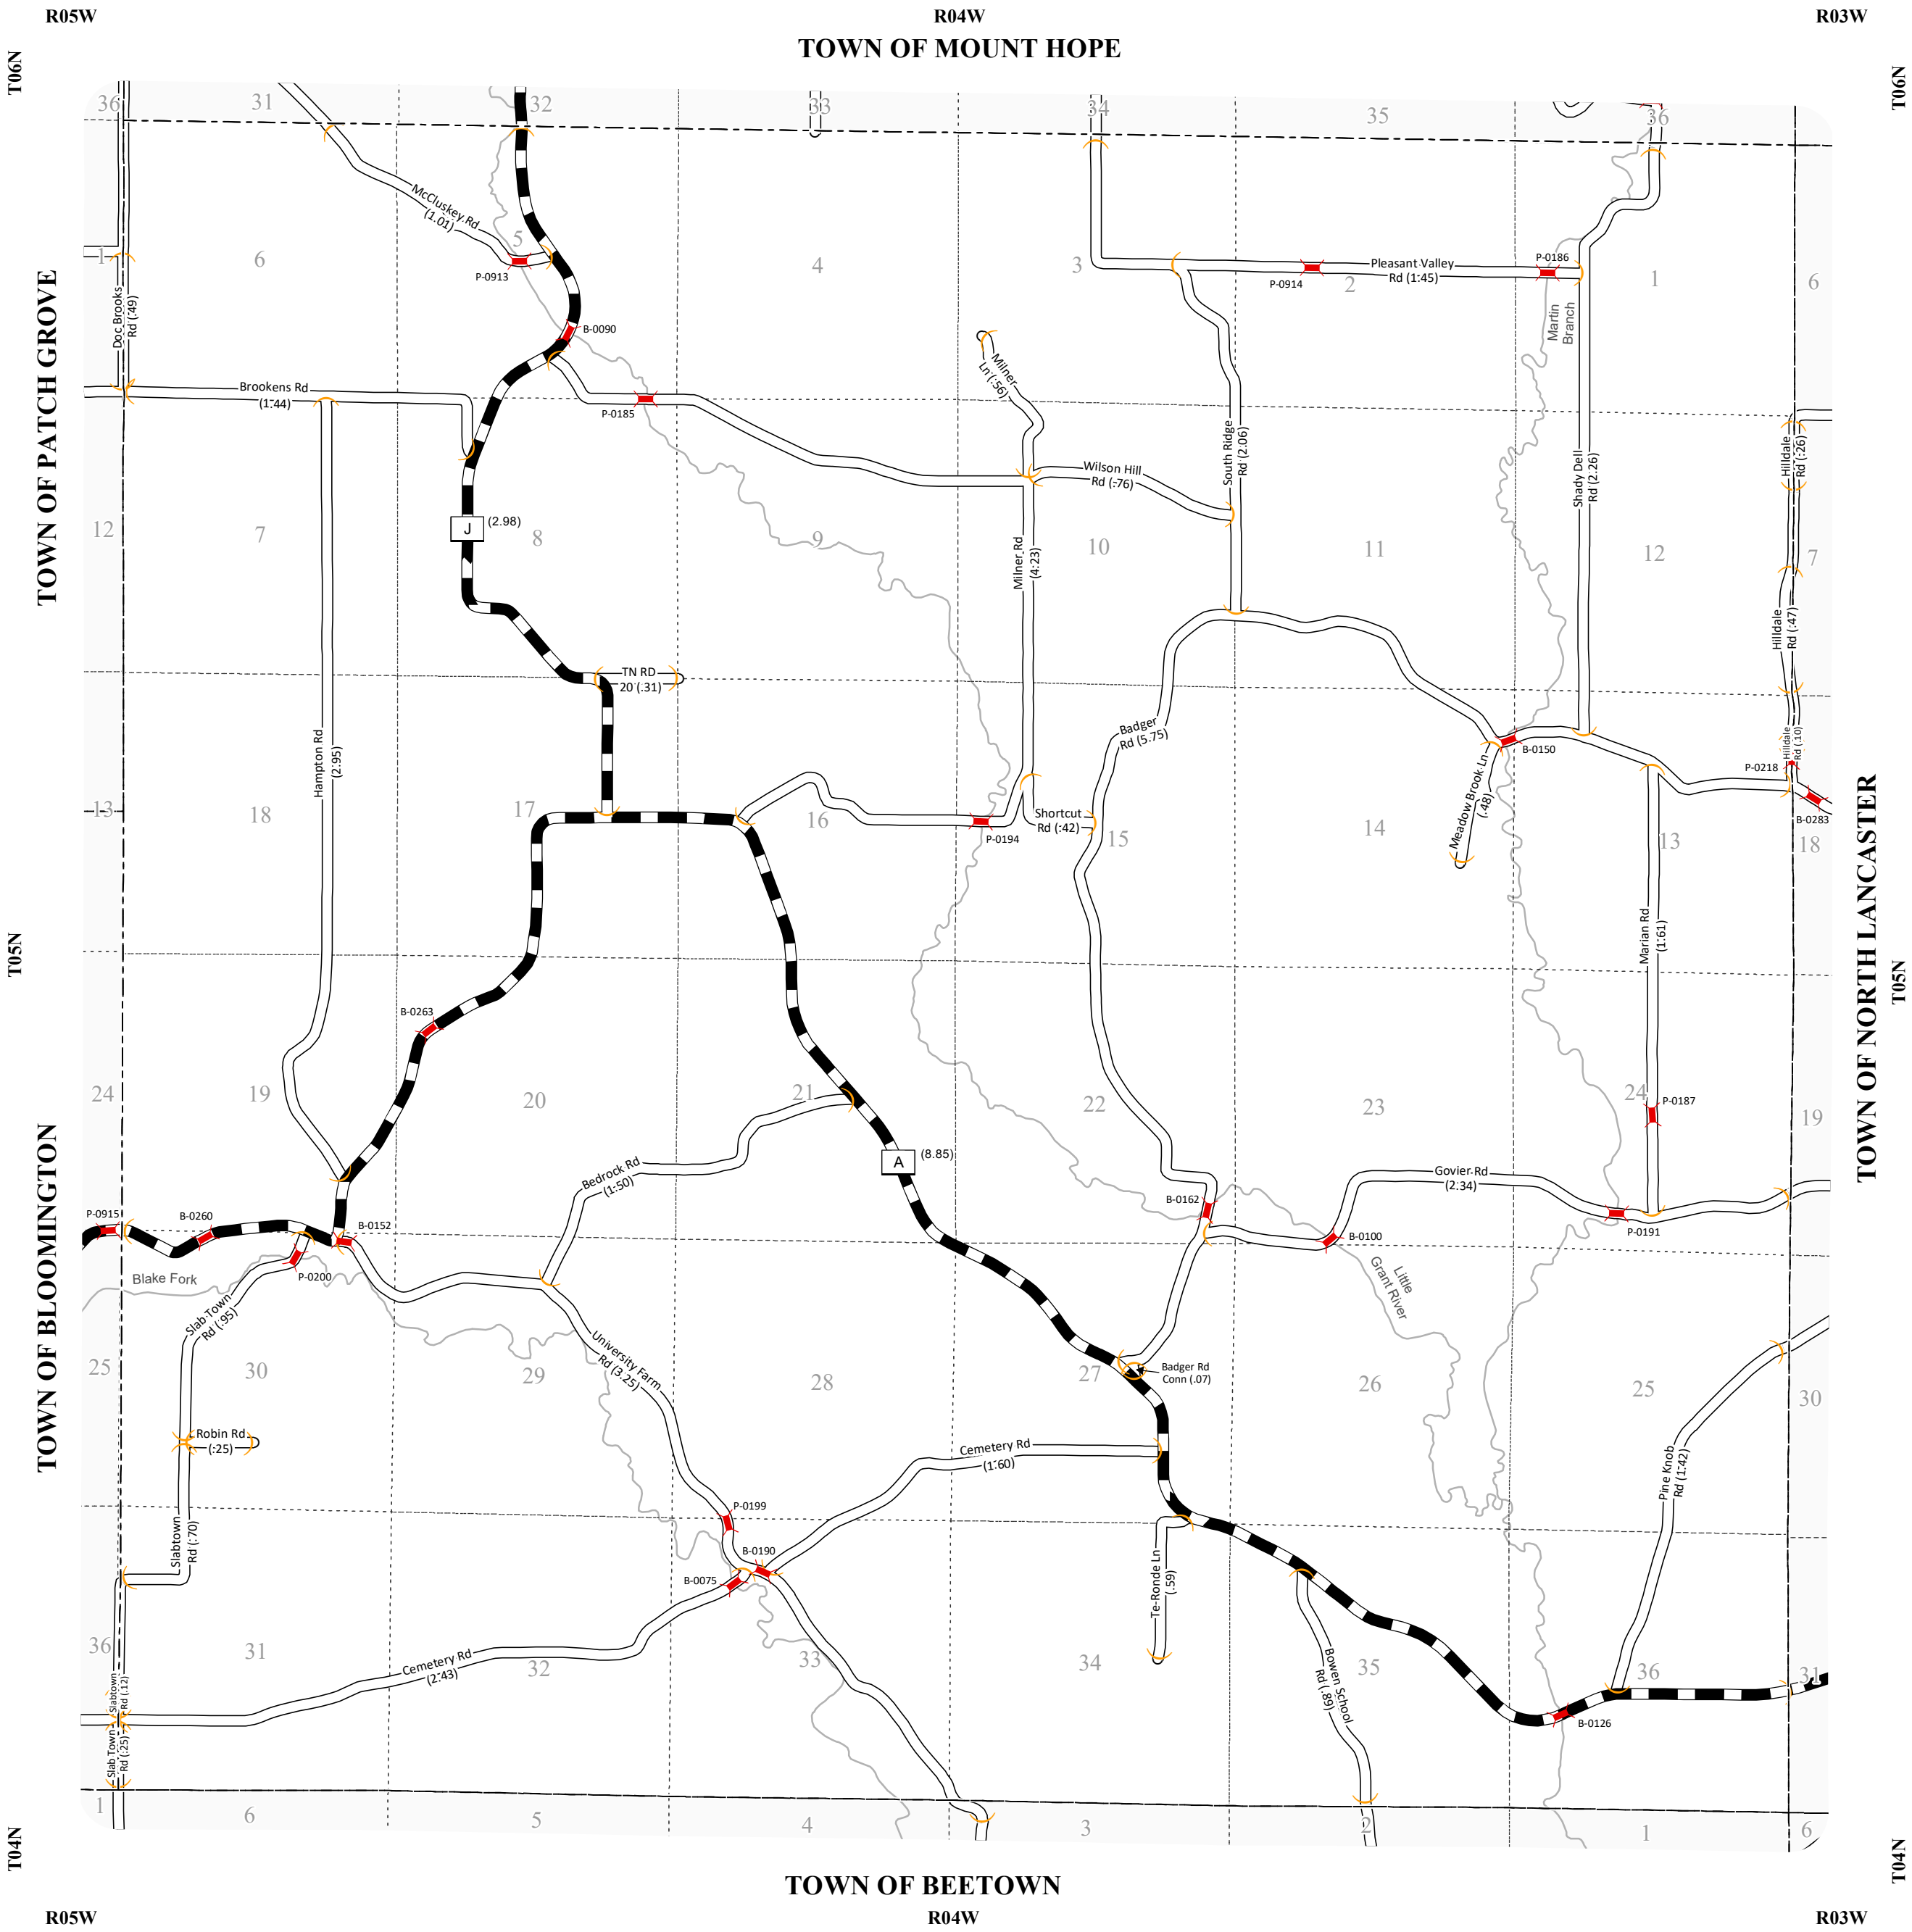 R05W
R04W
R03W
TOWN OF MOUNT HOPE
T06N
T06N
36
31
32
33
34
35
36
McCluskey Rd
(1.01)
5
P-0913
1
6
4
3
Pleasant Valley
Rd (1.45)
P-0186
P-0914
2
1
6
Doc Brooks
Rd (.49)
B-0090
Martin
Branch
TOWN OF PATCH GROVE
Brookens Rd
(1.44)
P-0185
Milner
Ln (.56)
Wilson Hill
Rd (.76)
South Ridge
Rd (2.06)
Shady Dell
Rd (2.26)
Hilldale
Rd (.26)
12
7
J
(2.98)
8
9
Milner Rd
(4.23)
10
11
12
7
Hilldale
Rd (.47)
TN RD
20 (.31)
Hampton Rd
(2.95)
Badger
Rd (5.75)
B-0150
Hilldale
Rd (.10)
P-0218
B-0283
13
18
17
16
P-0194
Shortcut
Rd (.42)
15
14
Meadow Brook Ln
(.48)
13
18
TOWN OF NORTH LANCASTER
Marian Rd
(1.61)
T05N
T05N
B-0263
24
19
20
21
22
23
24
P-0187
19
A
(8.85)
Bedrock Rd
(1.50)
Govier Rd
(2.34)
TOWN OF BLOOMINGTON
P-0915
B-0260
B-0152
B-0162
B-0100
P-0191
P-0200
Blake Fork
Little
Grant River
Slab Town
Rd (.95)
University Farm
Rd (3.25)
Badger Rd
Conn (.07)
25
30
29
28
27
26
25
30
Robin Rd
(.25)
Cemetery Rd
(1.60)
Pine Knob
Rd (1.42)
P-0199
Slabtown
Rd (.70)
B-0190
B-0075
Te-Ronde Ln
(.59)
36
31
Cemetery Rd
(2.43)
32
33
34
Bowen School
Rd (.89)
35
36
31
Slabtown
Rd (.12)
B-0126
Slab Town
Rd (.25)
1
6
5
4
3
2
1
6
T04N
T04N
TOWN OF BEETOWN
R05W
R04W
R03W